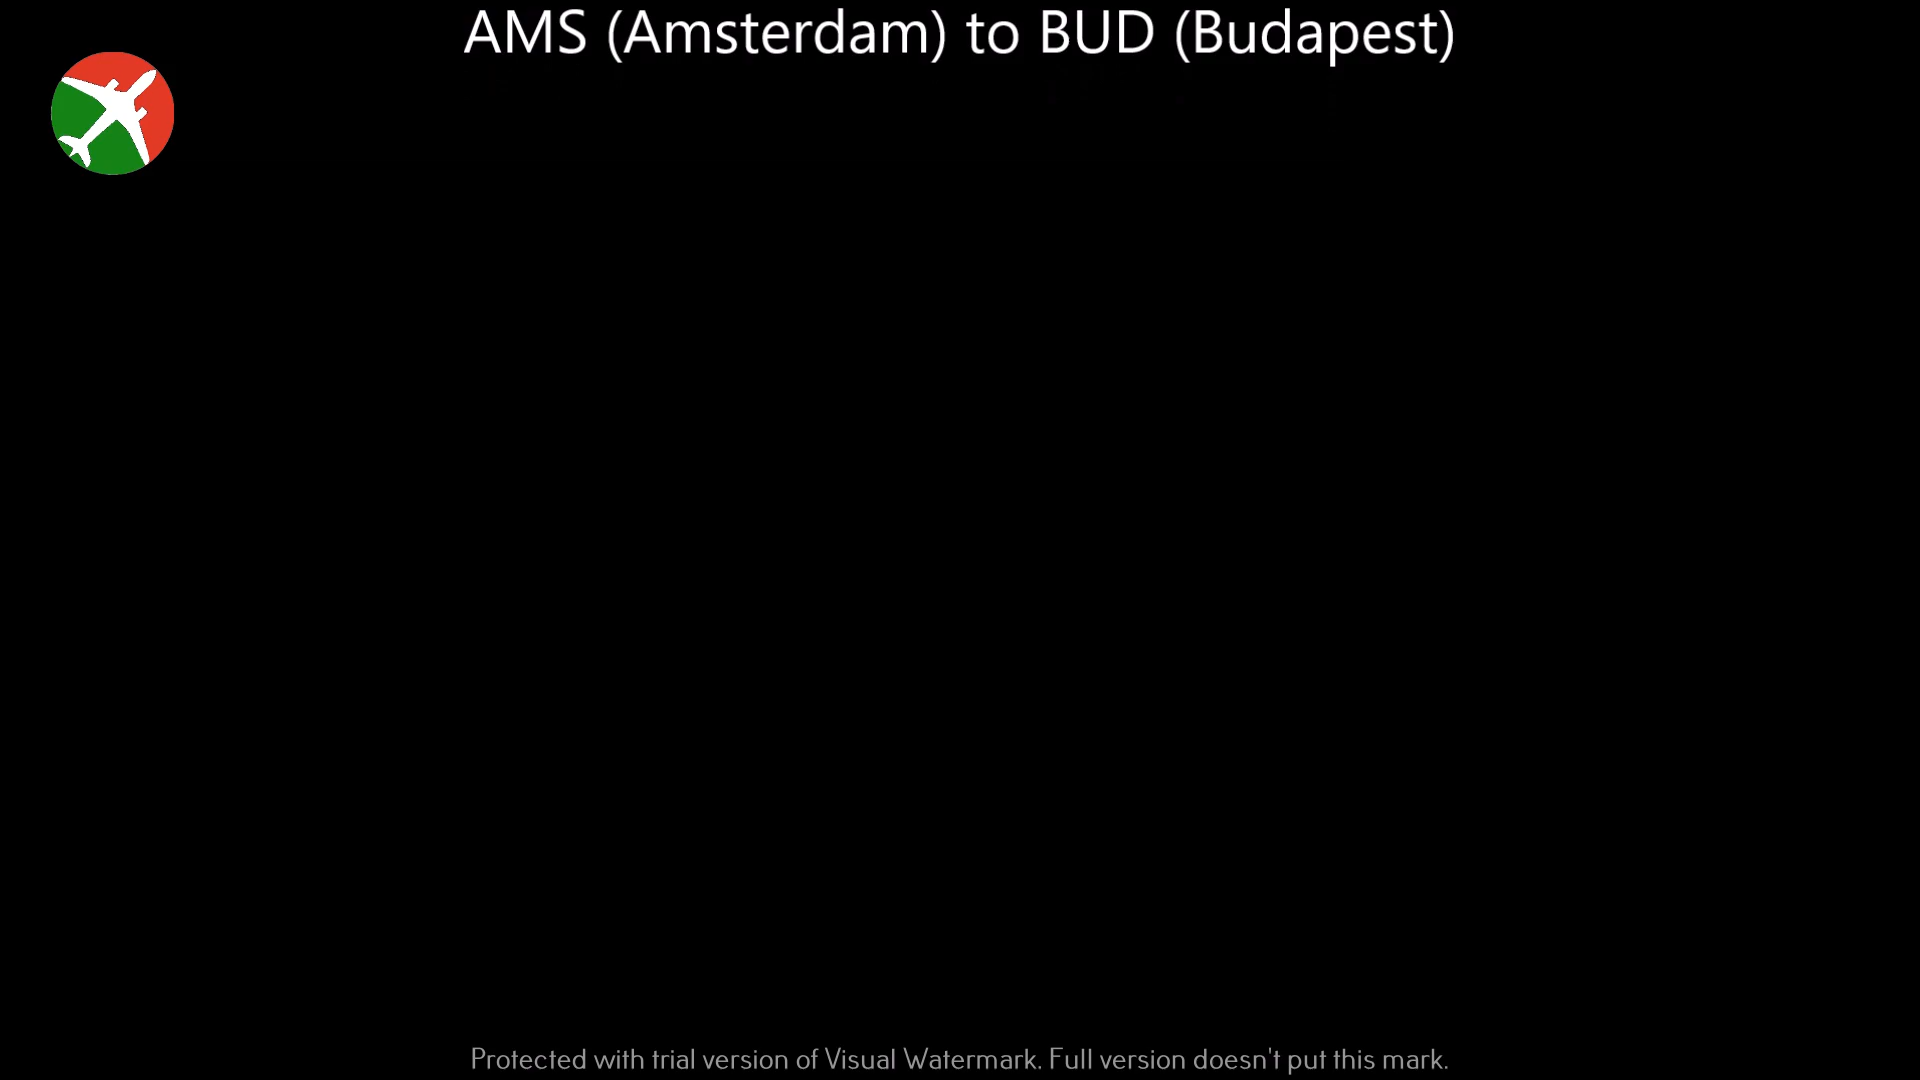 AMS (Amsterdam) to BUD (Budapest)
Protected with trial version of Visual Watermark. Full version doesn't put this mark.